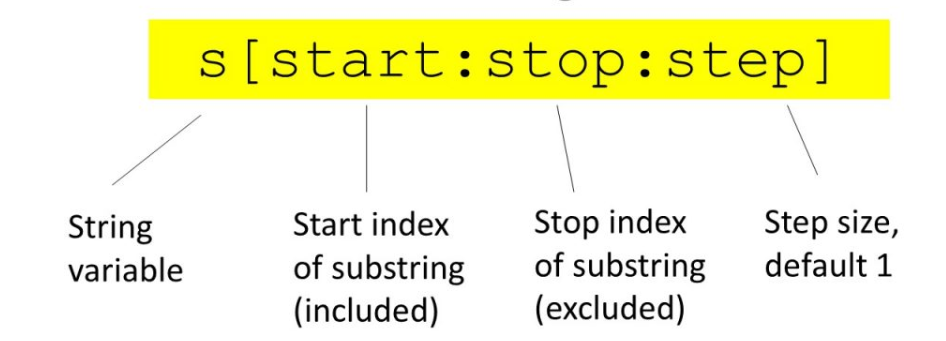 s[start:stop:step]
String
variable
Start index
of substring
(included)
Stop index
of substring
(excluded)
Step size,
default 1